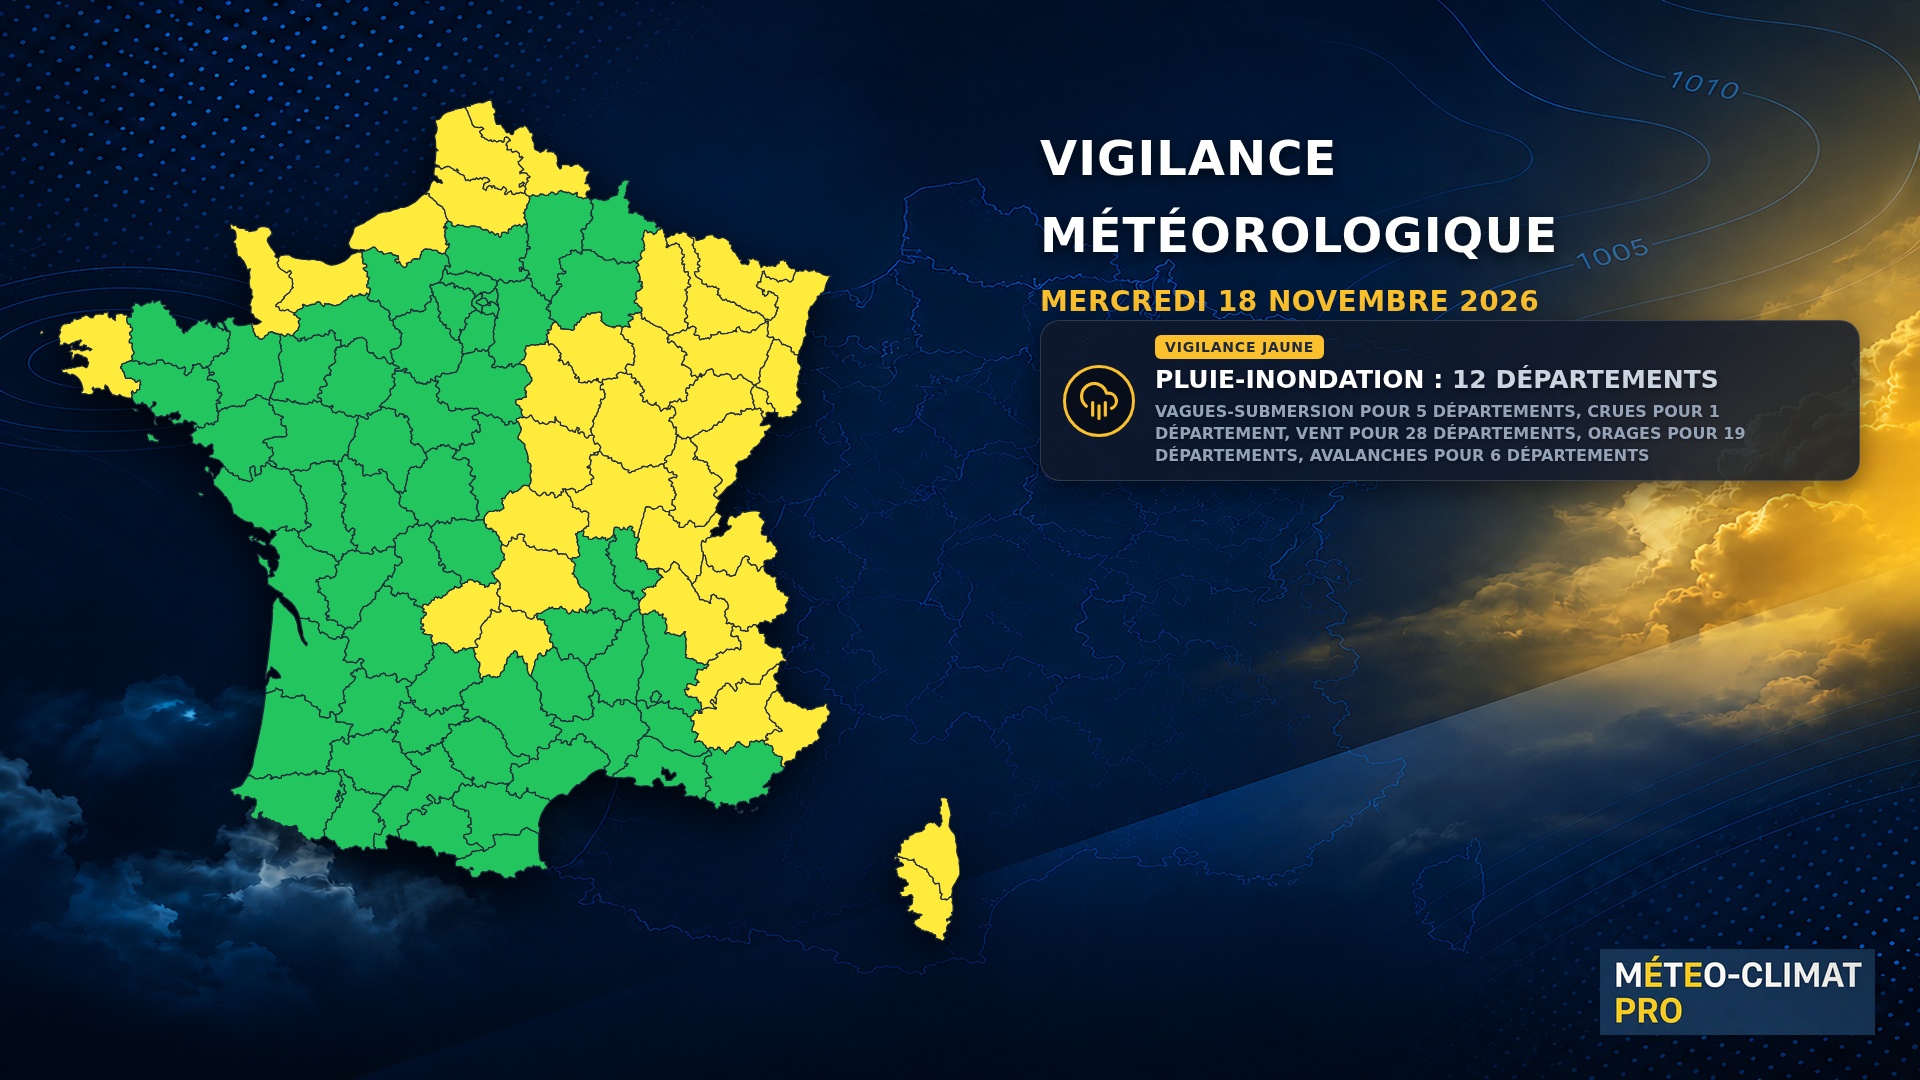 1010
VIGILANCE
MÉTÉOROLOGIQUE
1005
MERCREDI 18 NOVEMBRE 2026
VIGILANCE JAUNE
PLUIE-INONDATION : 12 DÉPARTEMENTS
VAGUES-SUBMERSION POUR 5 DÉPARTEMENTS, CRUES POUR 1
DÉPARTEMENT, VENT POUR 28 DÉPARTEMENTS, ORAGES POUR 19
DÉPARTEMENTS, AVALANCHES POUR 6 DÉPARTEMENTS
MÉTEO-CLIMAT
PRO